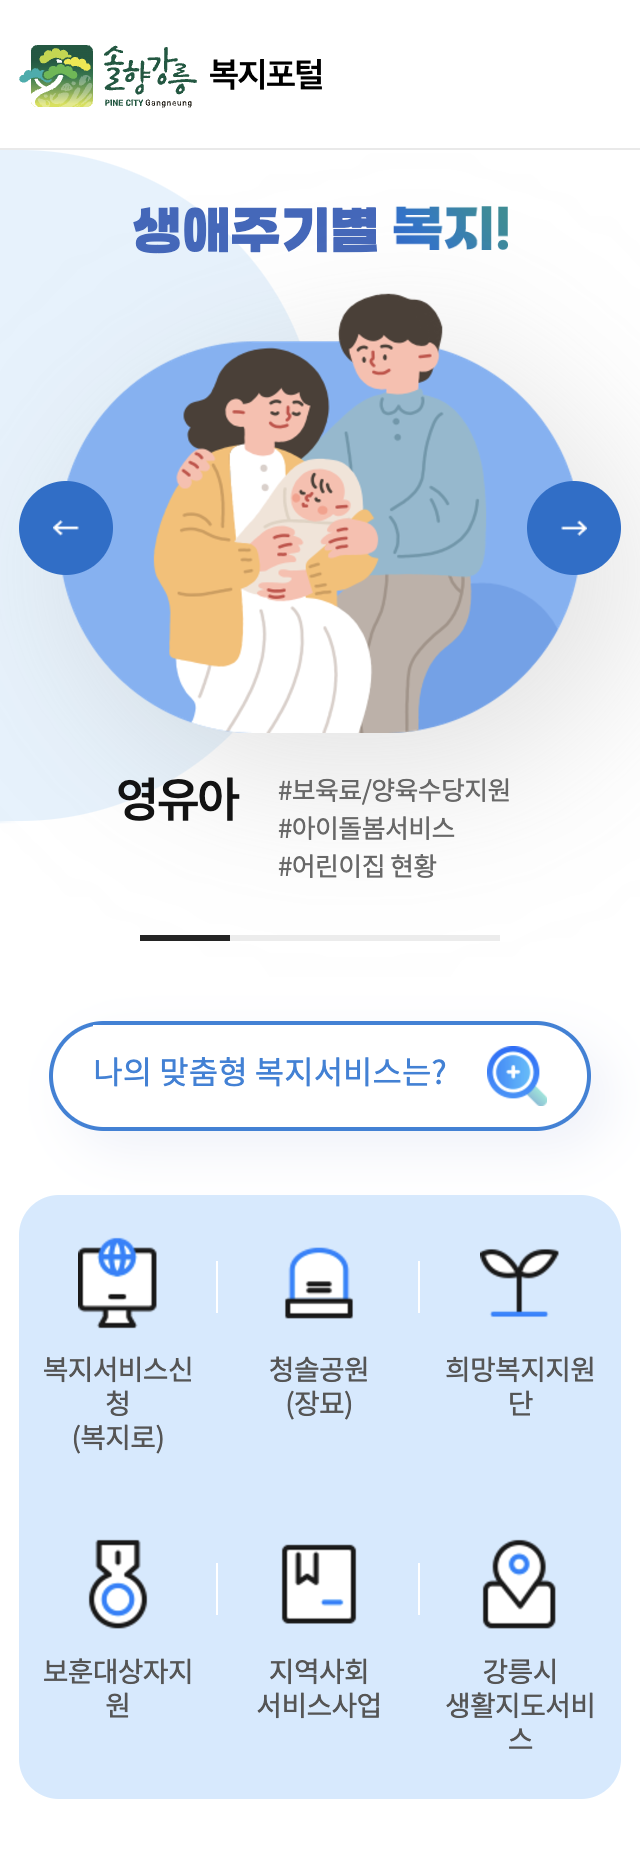 솔향강릉
PINE CITY Gangneung
복지포털
생애주기별 복지!
영유아
#보육료/양육수당지원
#아이돌봄서비스
#어린이집 현황
나의 맞춤형 복지서비스는?
복지서비스신
청
(복지로)
청솔공원
(장묘)
희망복지지원
단
보훈대상자지
원
지역사회
서비스사업
강릉시
생활지도서비
스